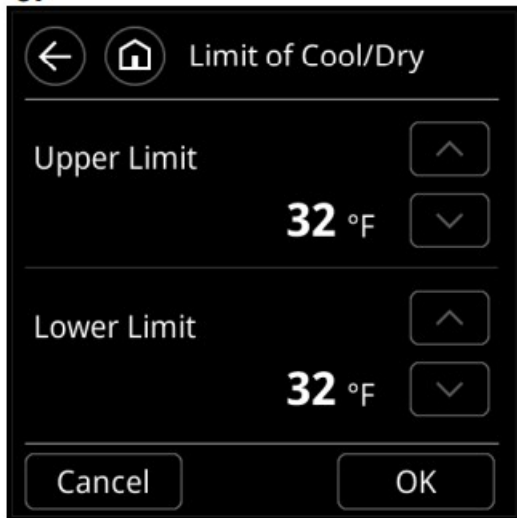 Limit of Cool/Dry
Upper Limit
32 °F
Lower Limit
32 °F
Cancel
OK